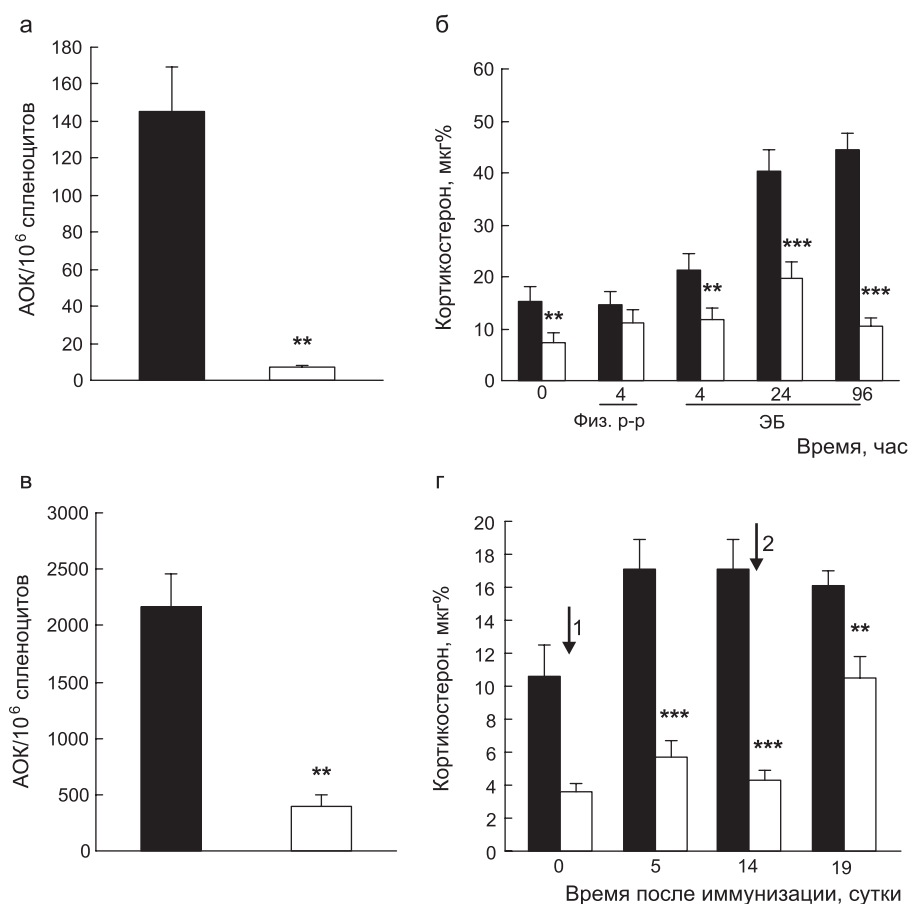 а
АОК/10⁶ спленоцитов
180
160
140
120
100
80
60
40
20
0
**
б
Кортикостерон, мкг%
60
50
40
30
20
10
0
** ** *** ***
0 4 4 24 96
Физ. р-р ЭБ
Время, час
в
АОК/10⁶ спленоцитов
3000
2500
2000
1500
1000
500
0
**
г
Кортикостерон, мкг%
20
18
16
14
12
10
8
6
4
2
0
1 2
*** *** **
0 5 14 19
Время после иммунизации, сутки